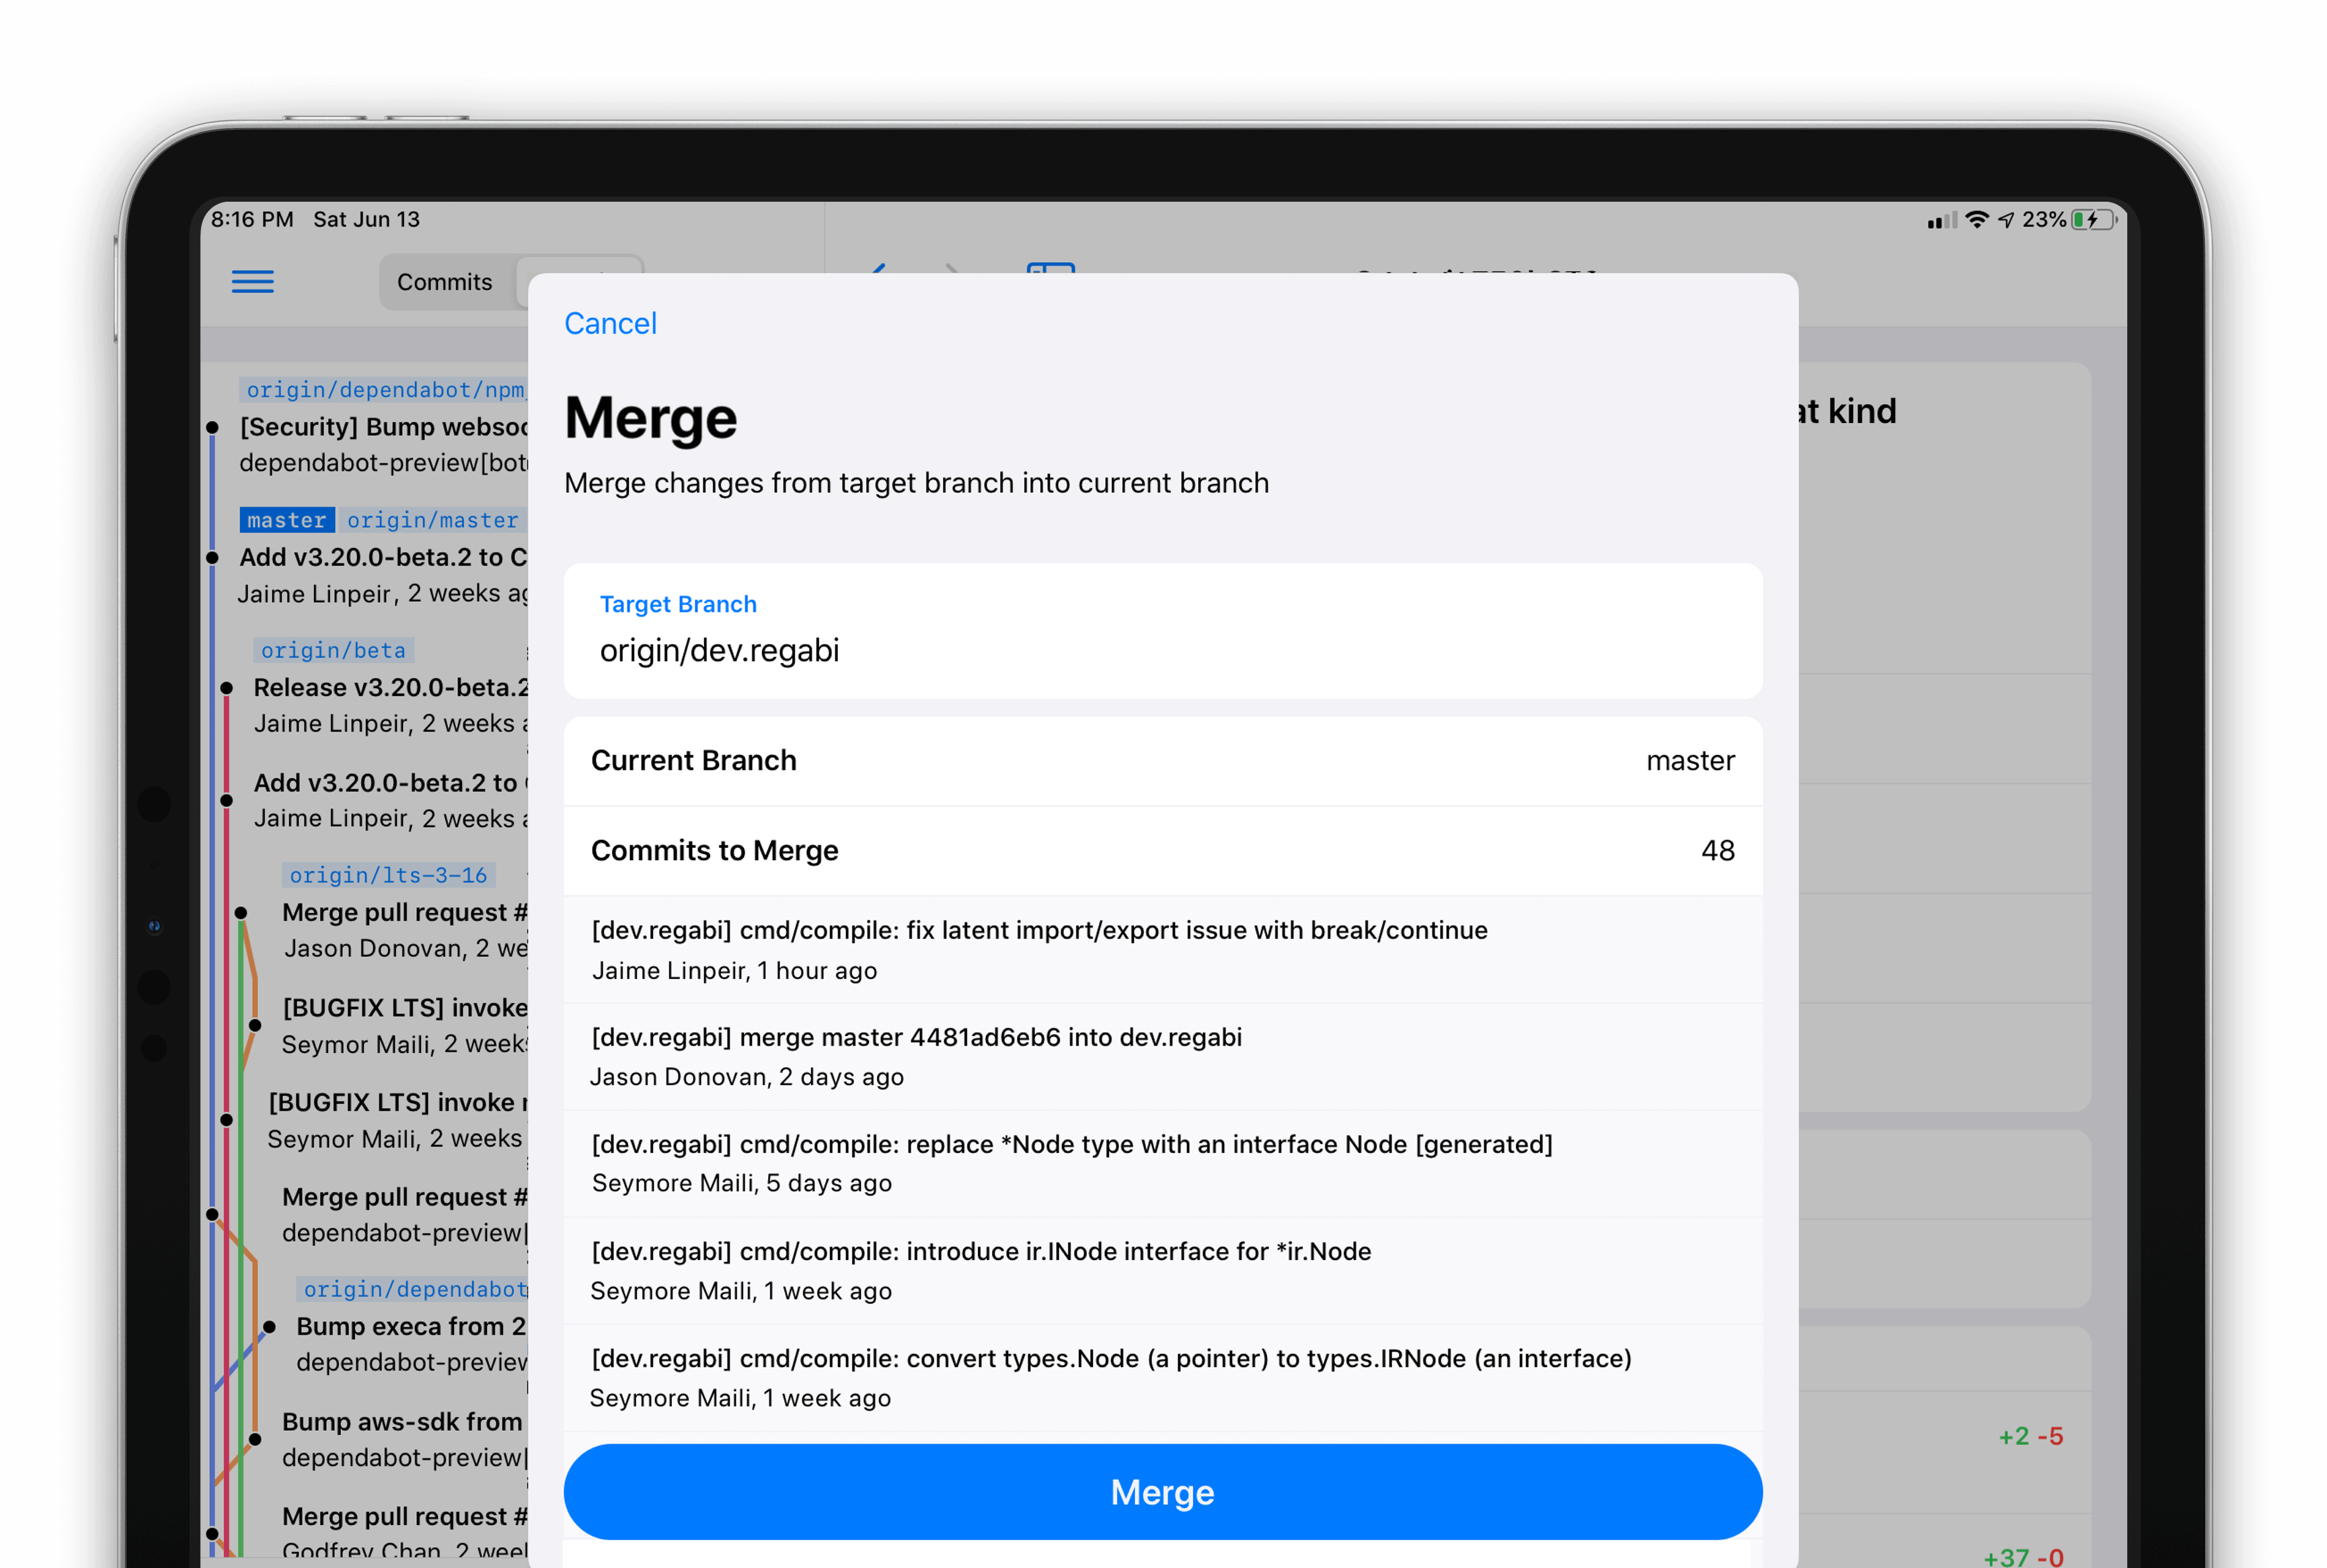 8:16 PM Sat Jun 13
23%
Commits
Cancel
Merge
Merge changes from target branch into current branch
Target Branch
origin/dev.regabi
Current Branch master
Commits to Merge 48
[dev.regabi] cmd/compile: fix latent import/export issue with break/continue
Jaime Linpeir, 1 hour ago
[dev.regabi] merge master 4481ad6eb6 into dev.regabi
Jason Donovan, 2 days ago
[dev.regabi] cmd/compile: replace *Node type with an interface Node [generated]
Seymore Maili, 5 days ago
[dev.regabi] cmd/compile: introduce ir.INode interface for *ir.Node
Seymore Maili, 1 week ago
[dev.regabi] cmd/compile: convert types.Node (a pointer) to types.IRNode (an interface)
Seymore Maili, 1 week ago
Merge
origin/dependabot/npm_
[Security] Bump
dependabot-preview
master origin/master
Add v3.20.0-beta.2 to
Jaime Linpeir, 2 weeks
origin/beta
Release v3.20.0-beta.2
Jaime Linpeir, 2 weeks
Add v3.20.0-beta.2 to
Jaime Linpeir, 2 weeks
origin/lts-3-16
Merge pull request #
Jason Donovan, 2
[BUGFIX LTS] invoke
Seymor Maili, 2 weeks
[BUGFIX LTS] invoke
Seymor Maili, 2 weeks
Merge pull request #
dependabot-preview[
origin/dependabot
Bump execa from 2
dependabot-preview
Bump aws-sdk from
dependabot-preview[
Merge pull request #
Godfrey Chan, 2
at kind
+2 -5
+37 -0